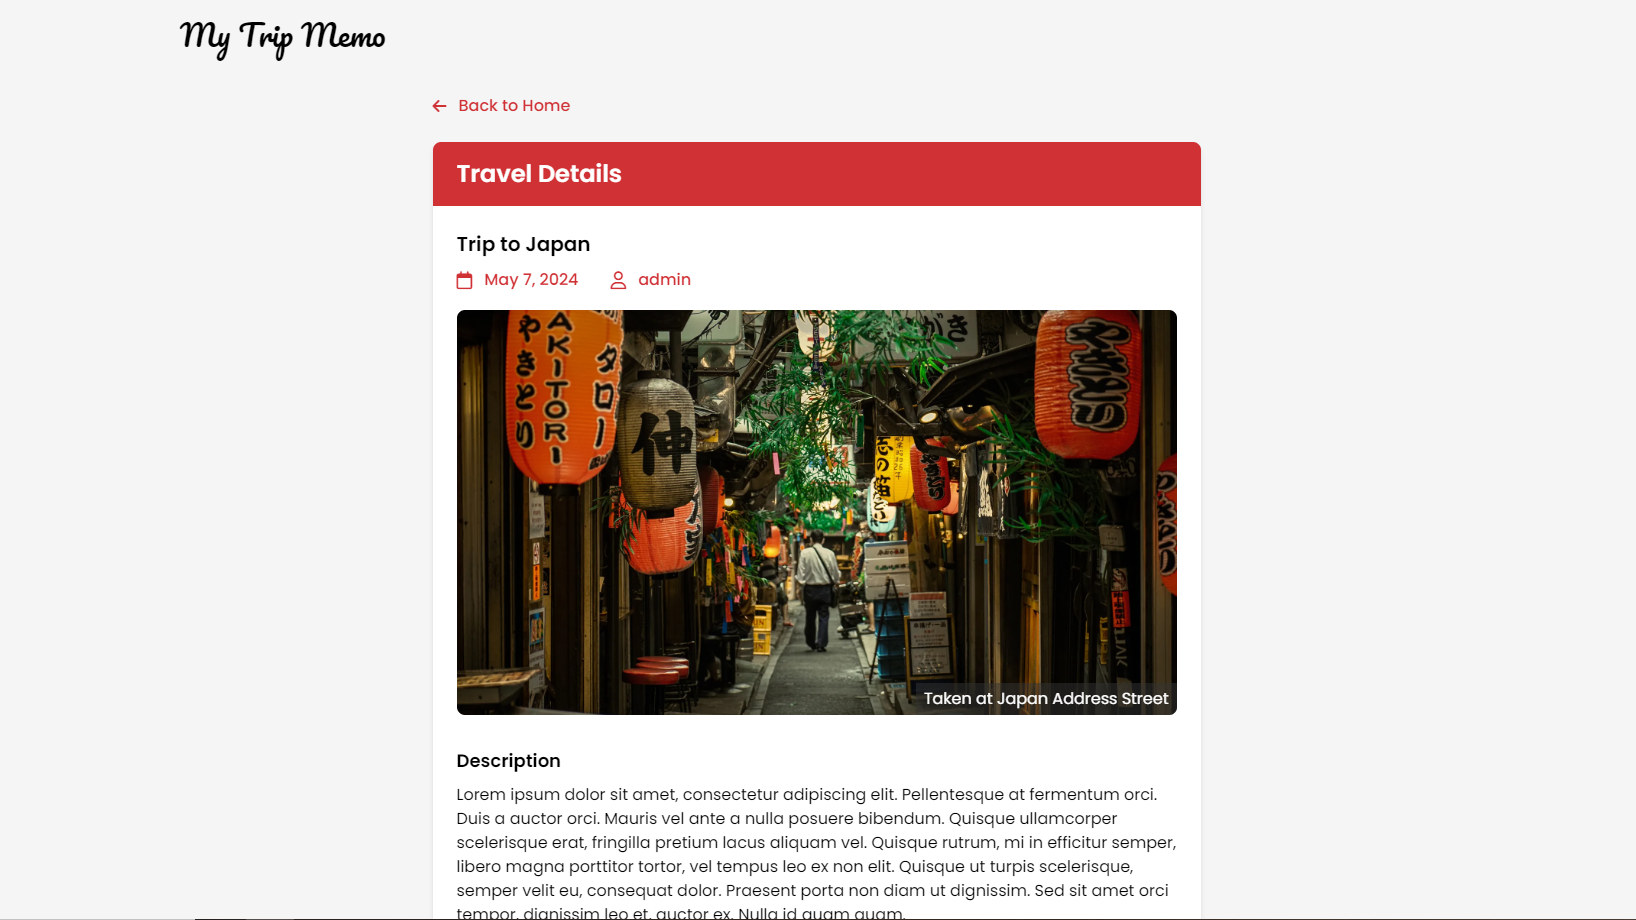 My Trip Memo
Back to Home
Travel Details
Trip to Japan
May 7, 2024 admin
やきとり
YAKITORI
タロー
伸
Taken at Japan Address Street
Description
Lorem ipsum dolor sit amet, consectetur adipiscing elit. Pellentesque at fermentum orci.
Duis a auctor orci. Mauris vel ante a nulla posuere bibendum. Quisque ullamcorper
scelerisque erat, fringilla pretium lacus aliquam vel. Quisque rutrum, mi in efficitur semper,
libero magna porttitor tortor, vel tempus leo ex non elit. Quisque ut turpis scelerisque,
semper velit eu, consequat dolor. Praesent porta non diam ut dignissim. Sed sit amet orci
tempor, dignissim leo et, auctor ex. Nulla id quam quam.